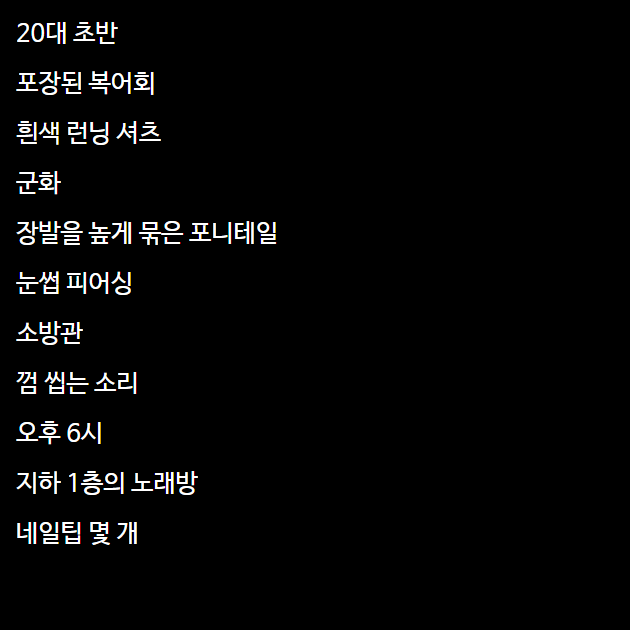 20대 초반
포장된 복어회
흰색 런닝 셔츠
군화
장발을 높게 묶은 포니테일
눈썹 피어싱
소방관
껌 씹는 소리
오후 6시
지하 1층의 노래방
네일팁 몇 개